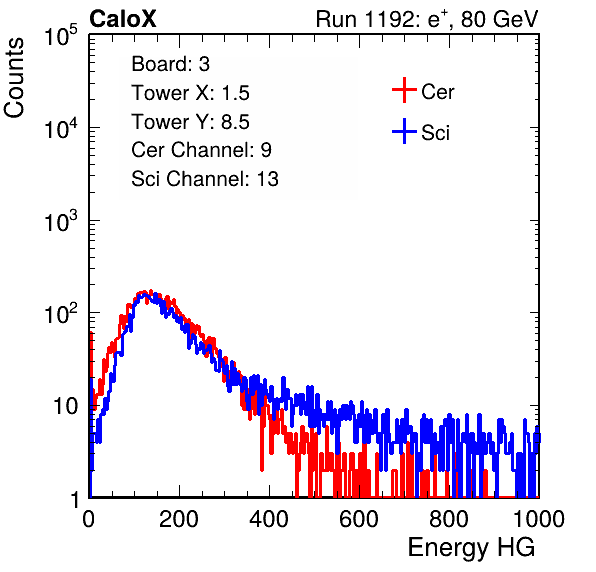 CaloX Run 1192: e⁺, 80 GeV
Counts
10⁵
10⁴
10³
10²
10
1
Board: 3
Tower X: 1.5
Tower Y: 8.5
Cer Channel: 9
Sci Channel: 13
Cer
Sci
0 200 400 600 800 1000
Energy HG